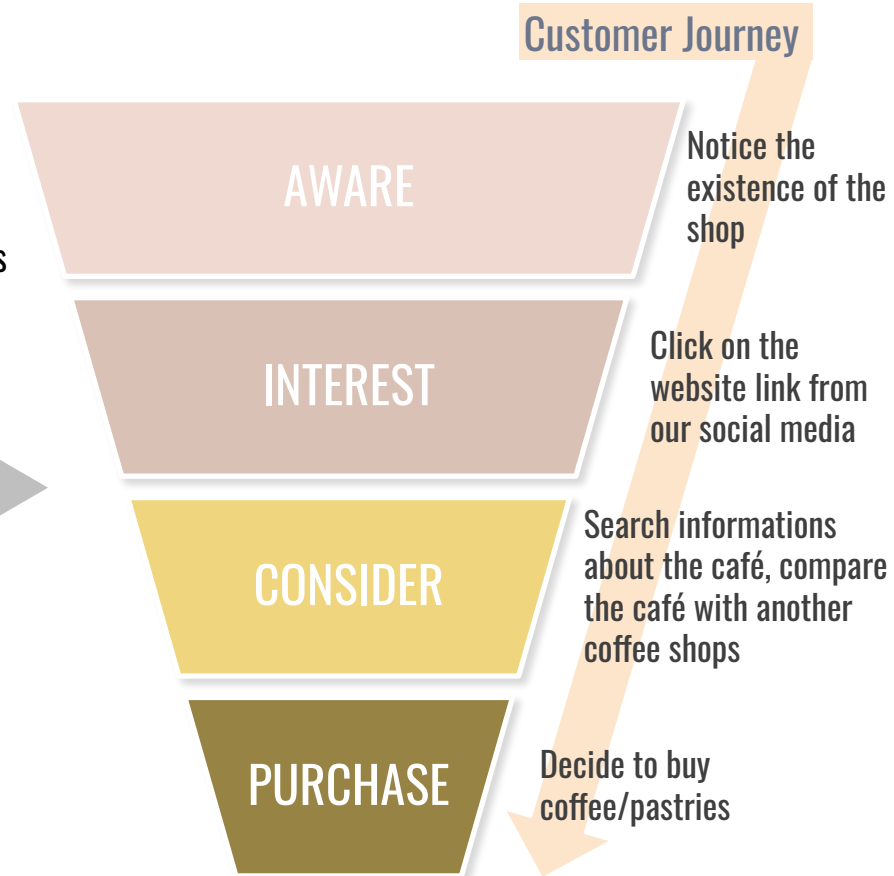 Customer Journey
AWARE
Notice the
existence of the
shop
s
INTEREST
Click on the
website link from
our social media
CONSIDER
Search informations
about the café, compare
the café with another
coffee shops
PURCHASE
Decide to buy
coffee/pastries